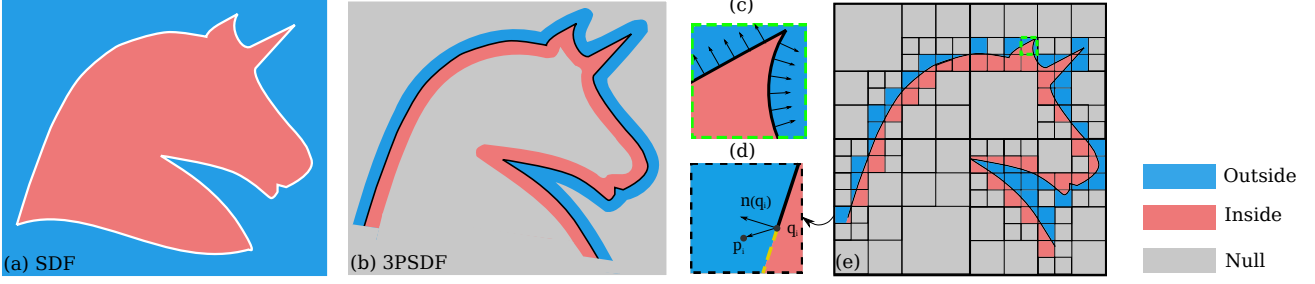 (a) SDF
(b) 3PSDF
(c)
(d)
n(qᵢ)
qᵢ
pᵢ
(e)
Outside
Inside
Null